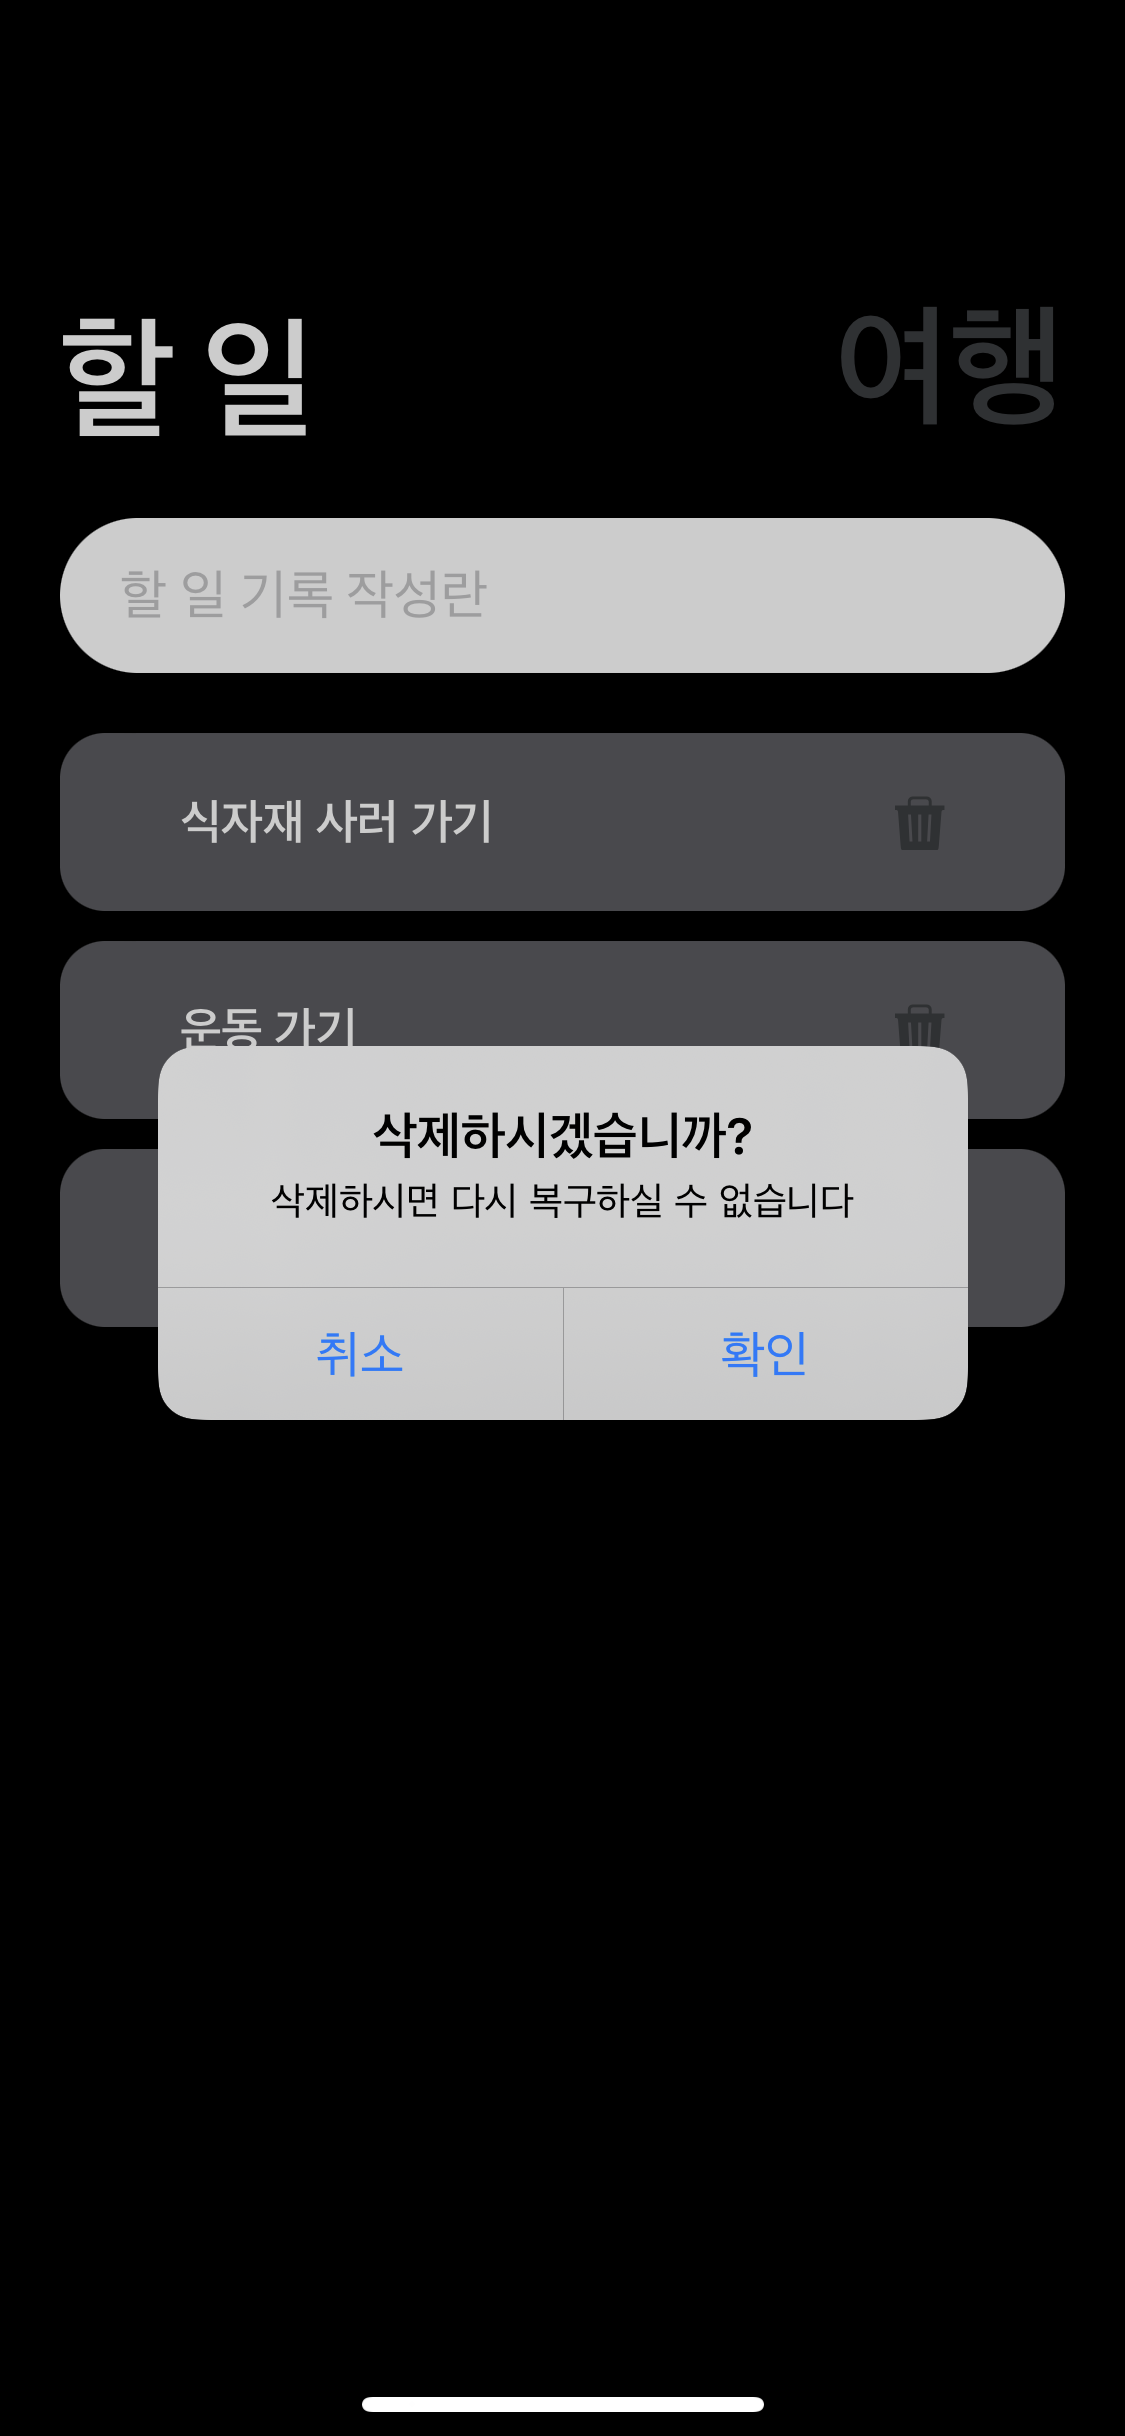 할 일 여행
할 일 기록 작성란
식자재 사러 가기
운동 가기
삭제하시겠습니까?
삭제하시면 다시 복구하실 수 없습니다
취소 확인